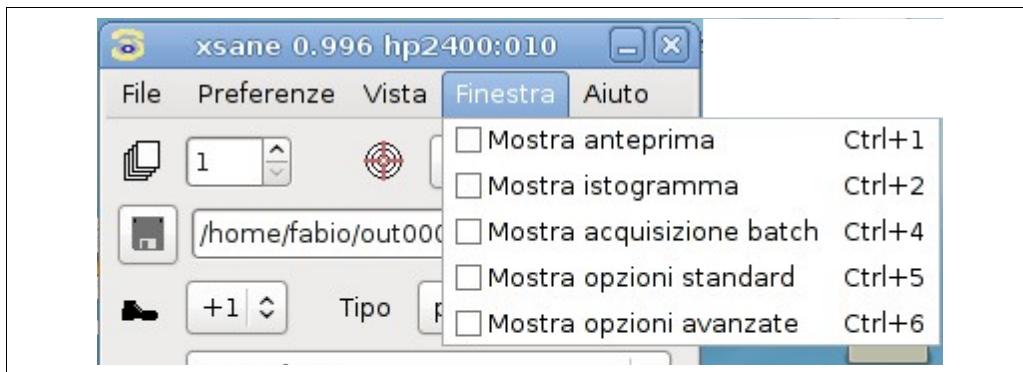 xsane 0.996 hp2400:010
File Preferenze Vista Finestra Aiuto
Mostra anteprima Ctrl+1
1
Mostra istogramma Ctrl+2
/home/fabio/out000
Mostra acquisizione batch Ctrl+4
Mostra opzioni standard Ctrl+5
+1 Tipo
Mostra opzioni avanzate Ctrl+6